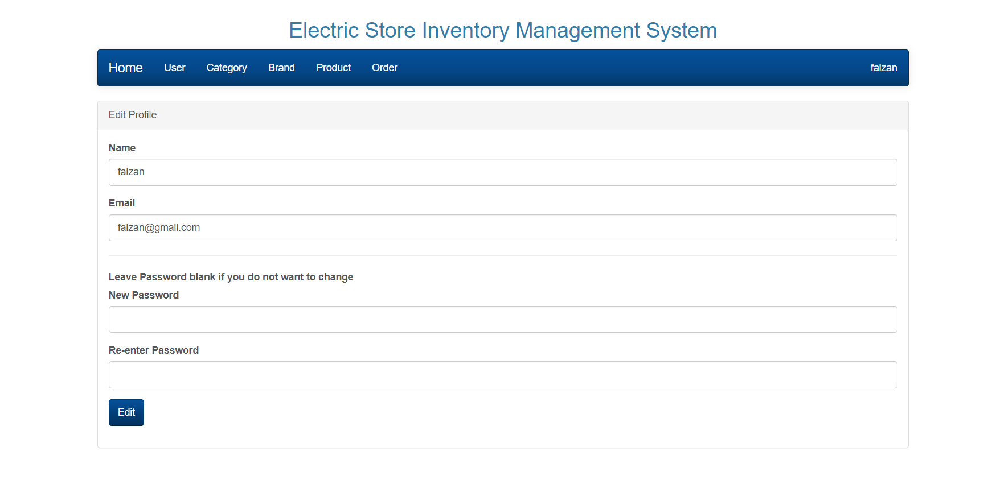 Electric Store Inventory Management System
Home User Category Brand Product Order faizan
Edit Profile
Name
faizan
Email
faizan@gmail.com
Leave Password blank if you do not want to change
New Password
Re-enter Password
Edit